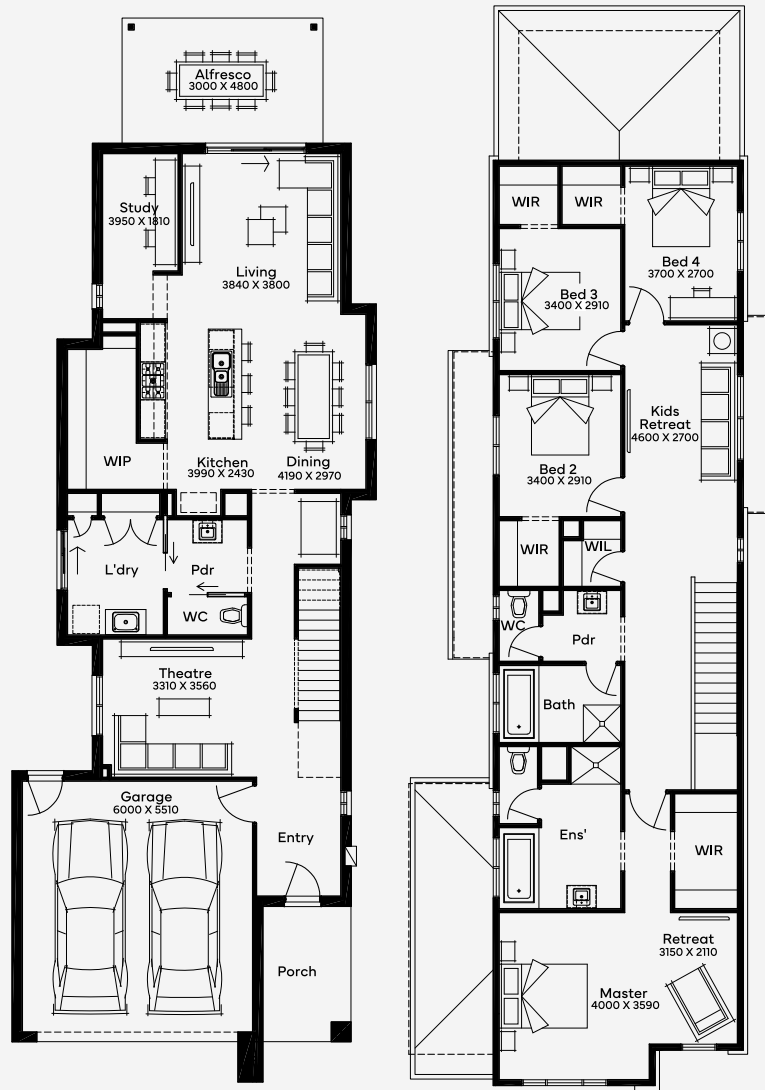 Alfresco
3000 X 4800
Study
3950 X 1810
Living
3840 X 3800
WIP
Kitchen
3990 X 2430
Dining
4190 X 2970
L'dry
Pdr
WC
Theatre
3310 X 3560
Garage
6000 X 5510
Entry
Porch
WIR
WIR
Bed 4
3700 X 2700
Bed 3
3400 X 2910
Kids
Retreat
4600 X 2700
Bed 2
3400 X 2910
WIR
WIL
WC
Pdr
Bath
Ens'
WIR
Retreat
3150 X 2110
Master
4000 X 3590